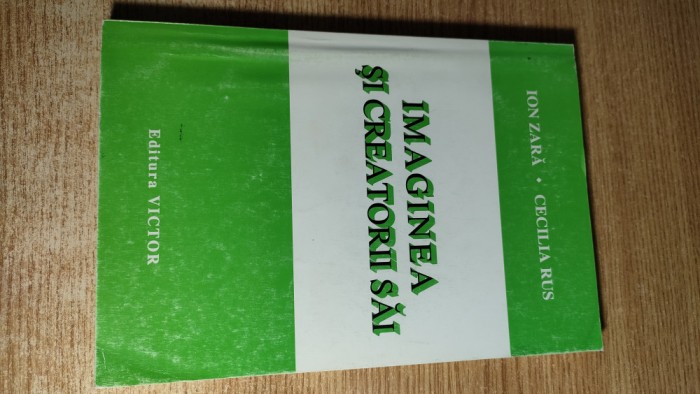 ION ZARĂ • CECILIA RUS
IMAGINEA
ŞI CREATORII SĂI
Editura VICTOR